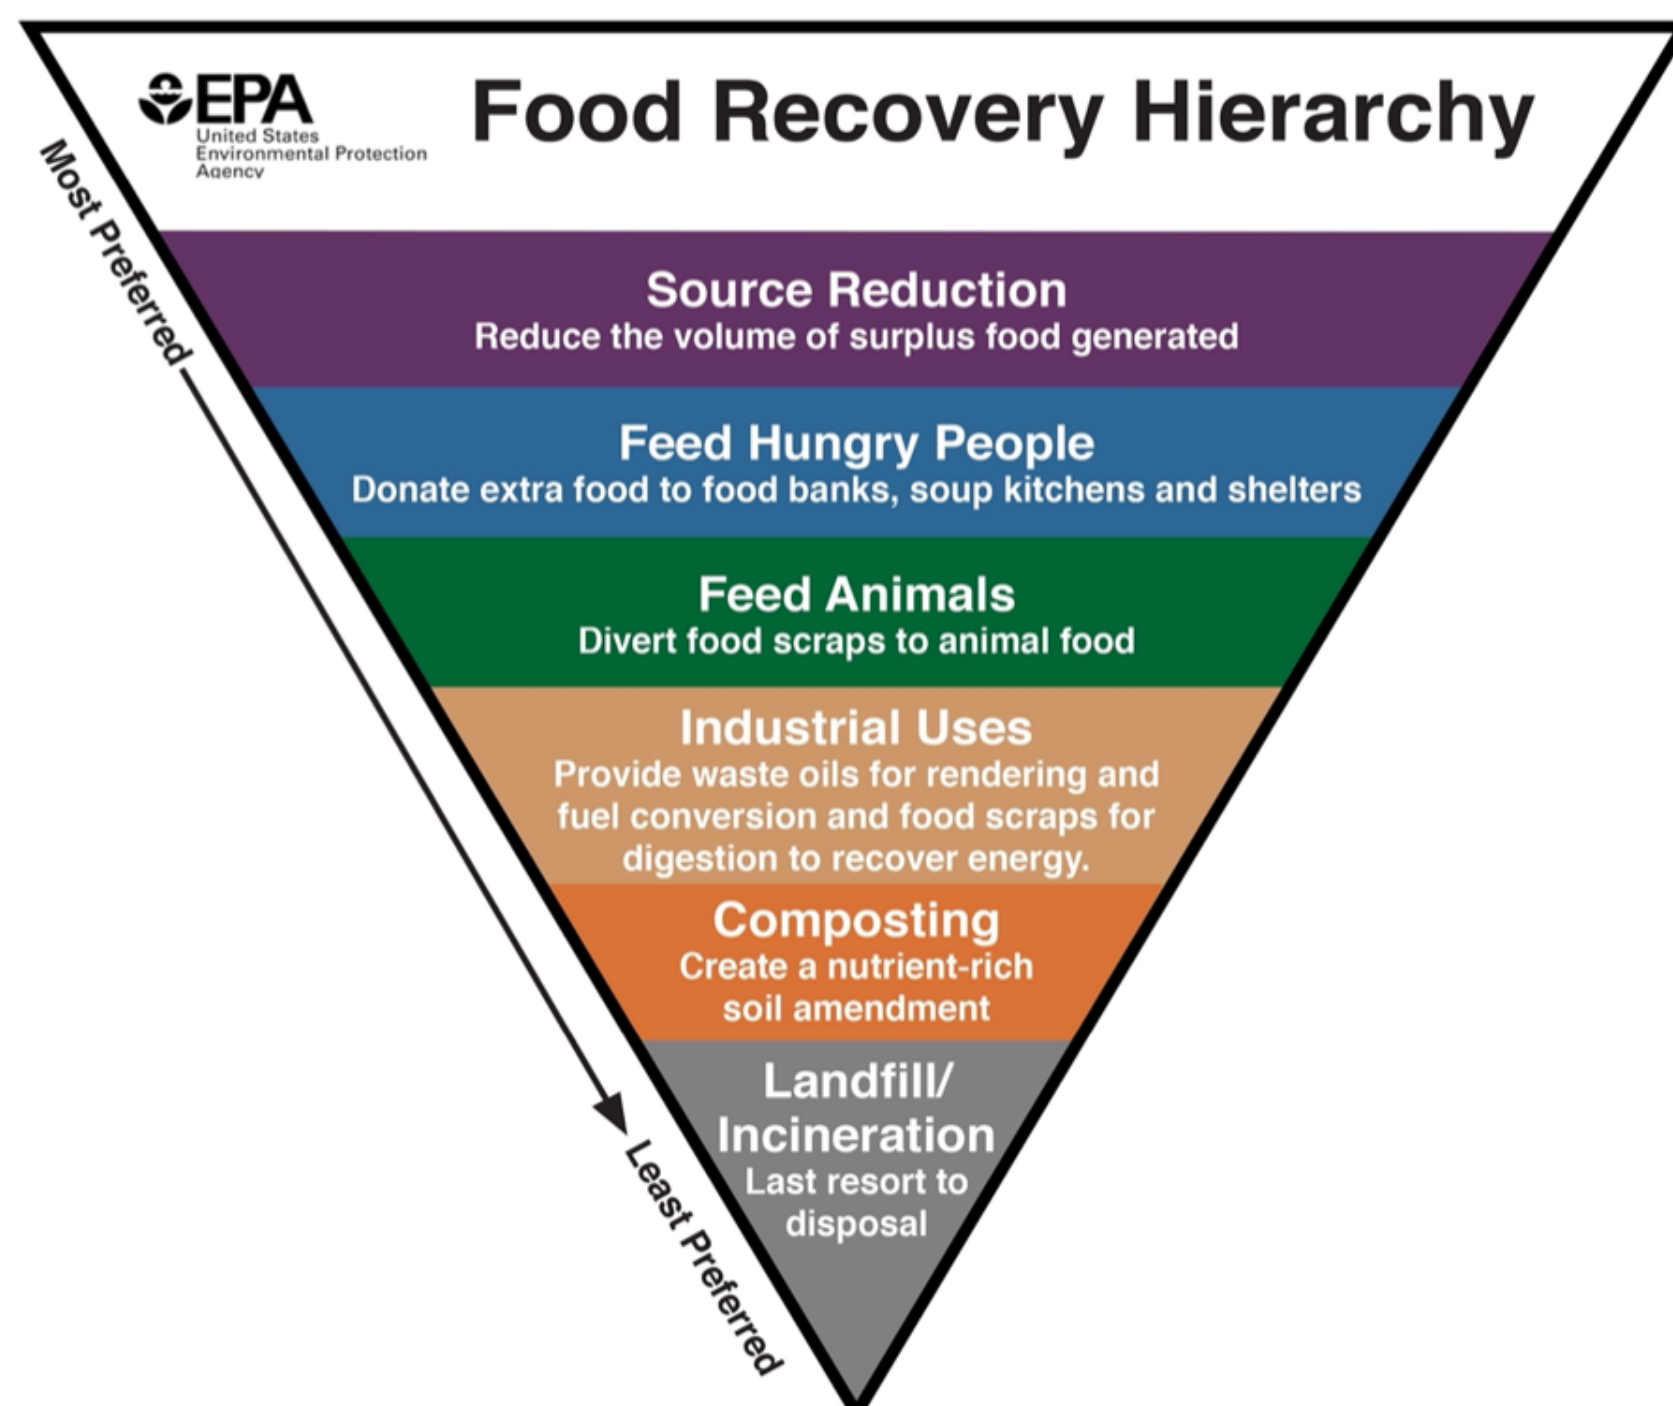 EPA
United States
Environmental Protection
Agency
Food Recovery Hierarchy
Most Preferred
Source Reduction
Reduce the volume of surplus food generated
Feed Hungry People
Donate extra food to food banks, soup kitchens and shelters
Feed Animals
Divert food scraps to animal food
Industrial Uses
Provide waste oils for rendering and
fuel conversion and food scraps for
digestion to recover energy.
Composting
Create a nutrient-rich
soil amendment
Landfill/
Incineration
Last resort to
disposal
Least Preferred